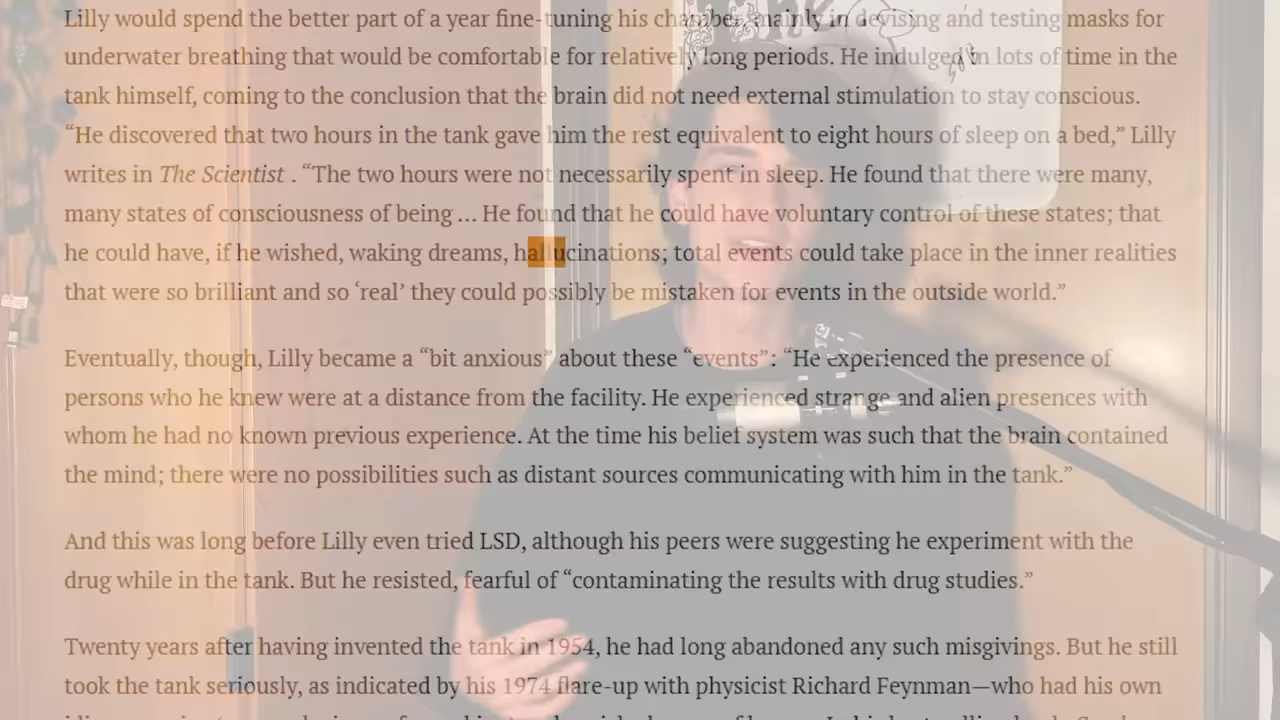 Lilly would spend the better part of a year fine-tuning his chamber, mainly in devising and testing masks for
underwater breathing that would be comfortable for relatively long periods. He indulged in lots of time in the
tank himself, coming to the conclusion that the brain did not need external stimulation to stay conscious.
“He discovered that two hours in the tank gave him the rest equivalent to eight hours of sleep on a bed,” Lilly
writes in The Scientist . “The two hours were not necessarily spent in sleep. He found that there were many,
many states of consciousness of being … He found that he could have voluntary control of these states; that
he could have, if he wished, waking dreams, hallucinations; total events could take place in the inner realities
that were so brilliant and so ‘real’ they could possibly be mistaken for events in the outside world.”
Eventually, though, Lilly became a “bit anxious” about these “events”: “He experienced the presence of
persons who he knew were at a distance from the facility. He experienced strange and alien presences with
whom he had no known previous experience. At the time his belief system was such that the brain contained
the mind; there were no possibilities such as distant sources communicating with him in the tank.”
And this was long before Lilly even tried LSD, although his peers were suggesting he experiment with the
drug while in the tank. But he resisted, fearful of “contaminating the results with drug studies.”
Twenty years after having invented the tank in 1954, he had long abandoned any such misgivings. But he still
took the tank seriously, as indicated by his 1974 flare-up with physicist Richard Feynman—who had his own